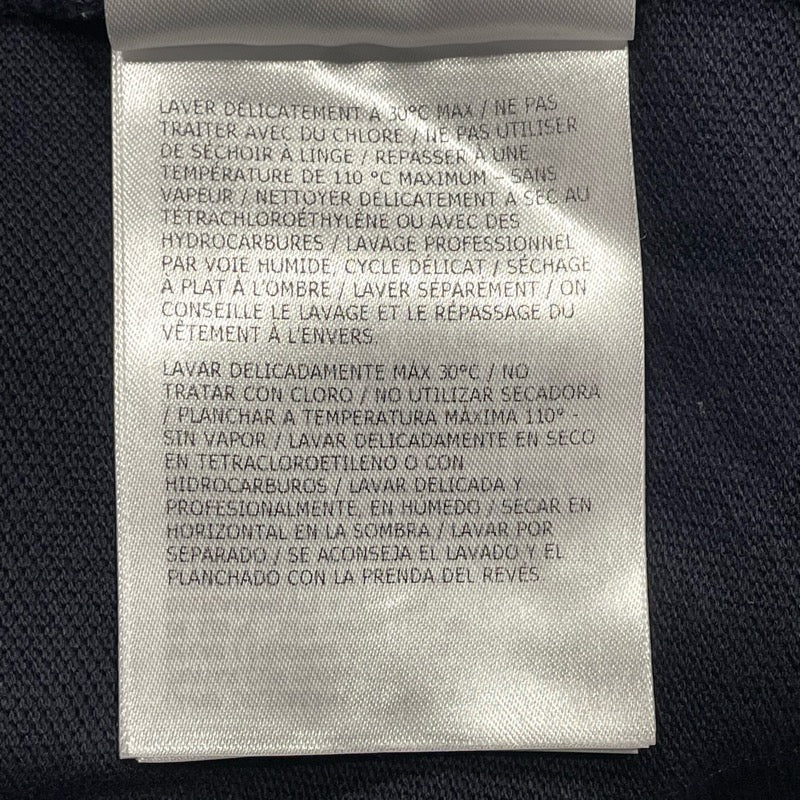 LAVER DÉLICATEMENT À 30°C MAX / NE PAS
TRAITER AVEC DU CHLORE / NE PAS UTILISER
DE SÉCHOIR À LINGE / REPASSER À UNE
TEMPÉRATURE DE 110 °C MAXIMUM - SANS
VAPEUR / NETTOYER DÉLICATEMENT À SEC AU
TÉTRACHLOROÉTHYLÈNE OU AVEC DES
HYDROCARBURES / LAVAGE PROFESSIONNEL
PAR VOIE HUMIDE, CYCLE DÉLICAT / SÉCHAGE
À PLAT À L'OMBRE / LAVER SÉPARÉMENT / ON
CONSEILLE LE LAVAGE ET LE RÉPASSAGE DU
VÊTEMENT À L'ENVERS.
LAVAR DELICADAMENTE MÁX 30°C / NO
TRATAR CON CLORO / NO UTILIZAR SECADORA
/ PLANCHAR A TEMPERATURA MÁXIMA 110° -
SIN VAPOR / LAVAR DELICADAMENTE EN SECO
EN TETRACLOROETILENO O CON
HIDROCARBUROS / LAVAR DELICADA Y
PROFESIONALMENTE, EN HÚMEDO / SECAR EN
HORIZONTAL EN LA SOMBRA / LAVAR POR
SEPARADO / SE ACONSEJA EL LAVADO Y EL
PLANCHADO CON LA PRENDA DEL REVÉS